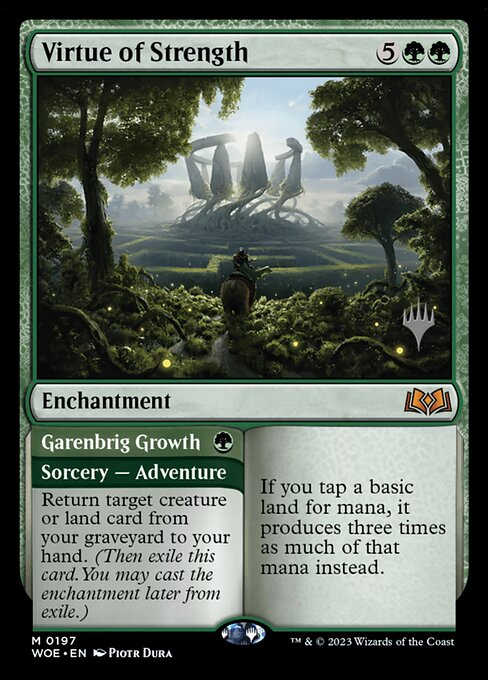 Virtue of Strength 5
Enchantment
Garenbrig Growth
Sorcery — Adventure
Return target creature
or land card from
your graveyard to your
hand. (Then exile this
card. You may cast the
enchantment later from
exile.)
If you tap a basic
land for mana, it
produces three times
as much of that
mana instead.
M 0197
WOE • EN Piotr Dura
™ & © 2023 Wizards of the Coast